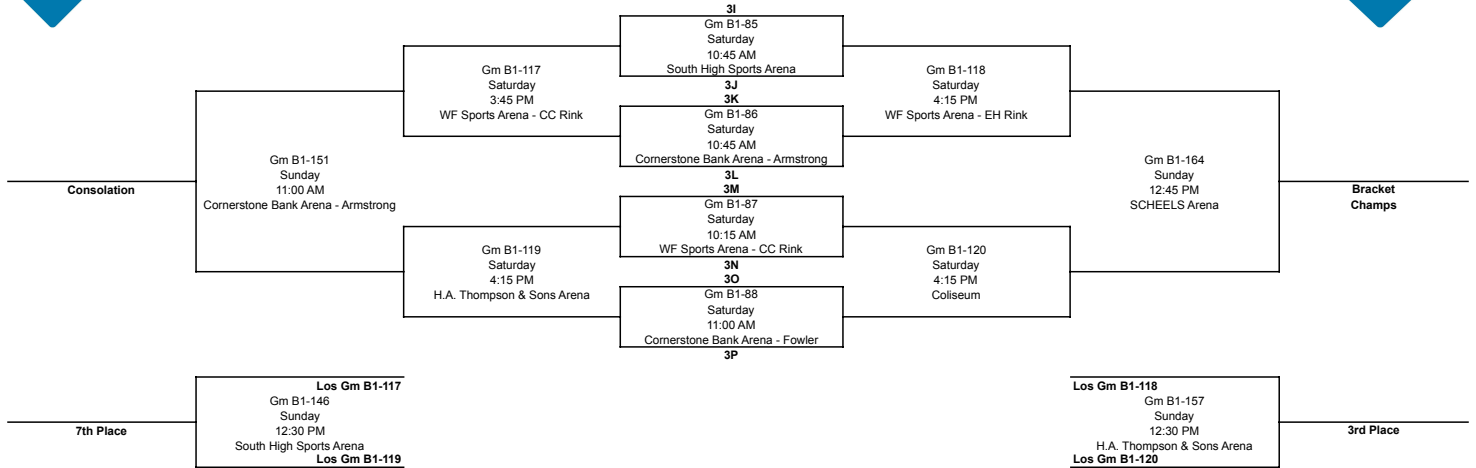 3I
Gm B1-85
Saturday
10:45 AM
South High Sports Arena
3J
Gm B1-117
Saturday
3:45 PM
WF Sports Arena - CC Rink
Gm B1-118
Saturday
4:15 PM
WF Sports Arena - EH Rink
3K
Gm B1-86
Saturday
10:45 AM
Cornerstone Bank Arena - Armstrong
3L
Gm B1-151
Sunday
11:00 AM
Cornerstone Bank Arena - Armstrong
Consolation
Gm B1-164
Sunday
12:45 PM
SCHEELS Arena
Bracket
Champs
3M
Gm B1-87
Saturday
10:15 AM
WF Sports Arena - CC Rink
3N
Gm B1-119
Saturday
4:15 PM
H.A. Thompson & Sons Arena
Gm B1-120
Saturday
4:15 PM
Coliseum
3O
Gm B1-88
Saturday
11:00 AM
Cornerstone Bank Arena - Fowler
3P
Los Gm B1-117
Gm B1-146
Sunday
12:30 PM
South High Sports Arena
Los Gm B1-119
7th Place
Los Gm B1-118
Gm B1-157
Sunday
12:30 PM
H.A. Thompson & Sons Arena
Los Gm B1-120
3rd Place